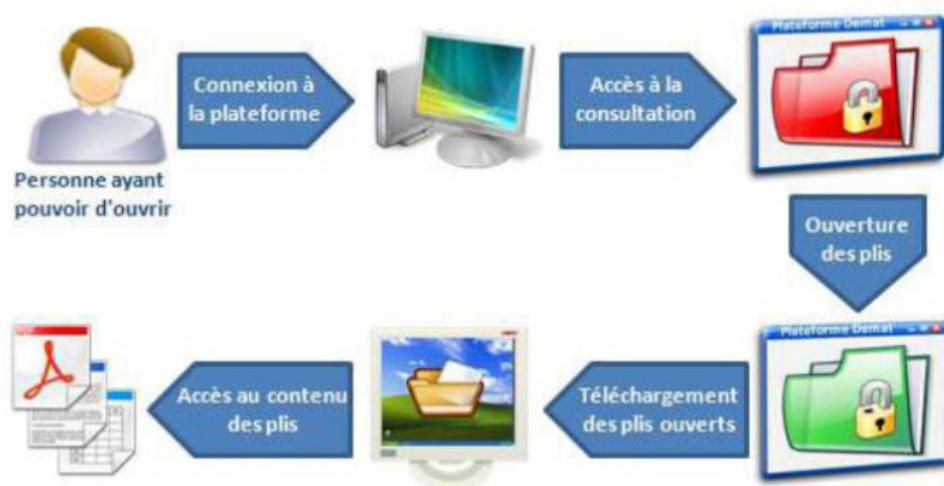 Plateforme Demat
Connexion à
la plateforme
Accès à la
consultation
Personne ayant
pouvoir d'ouvrir
Ouverture
des plis
Plateforme Demat
Accès au contenu
des plis
Téléchargement
des plis ouverts